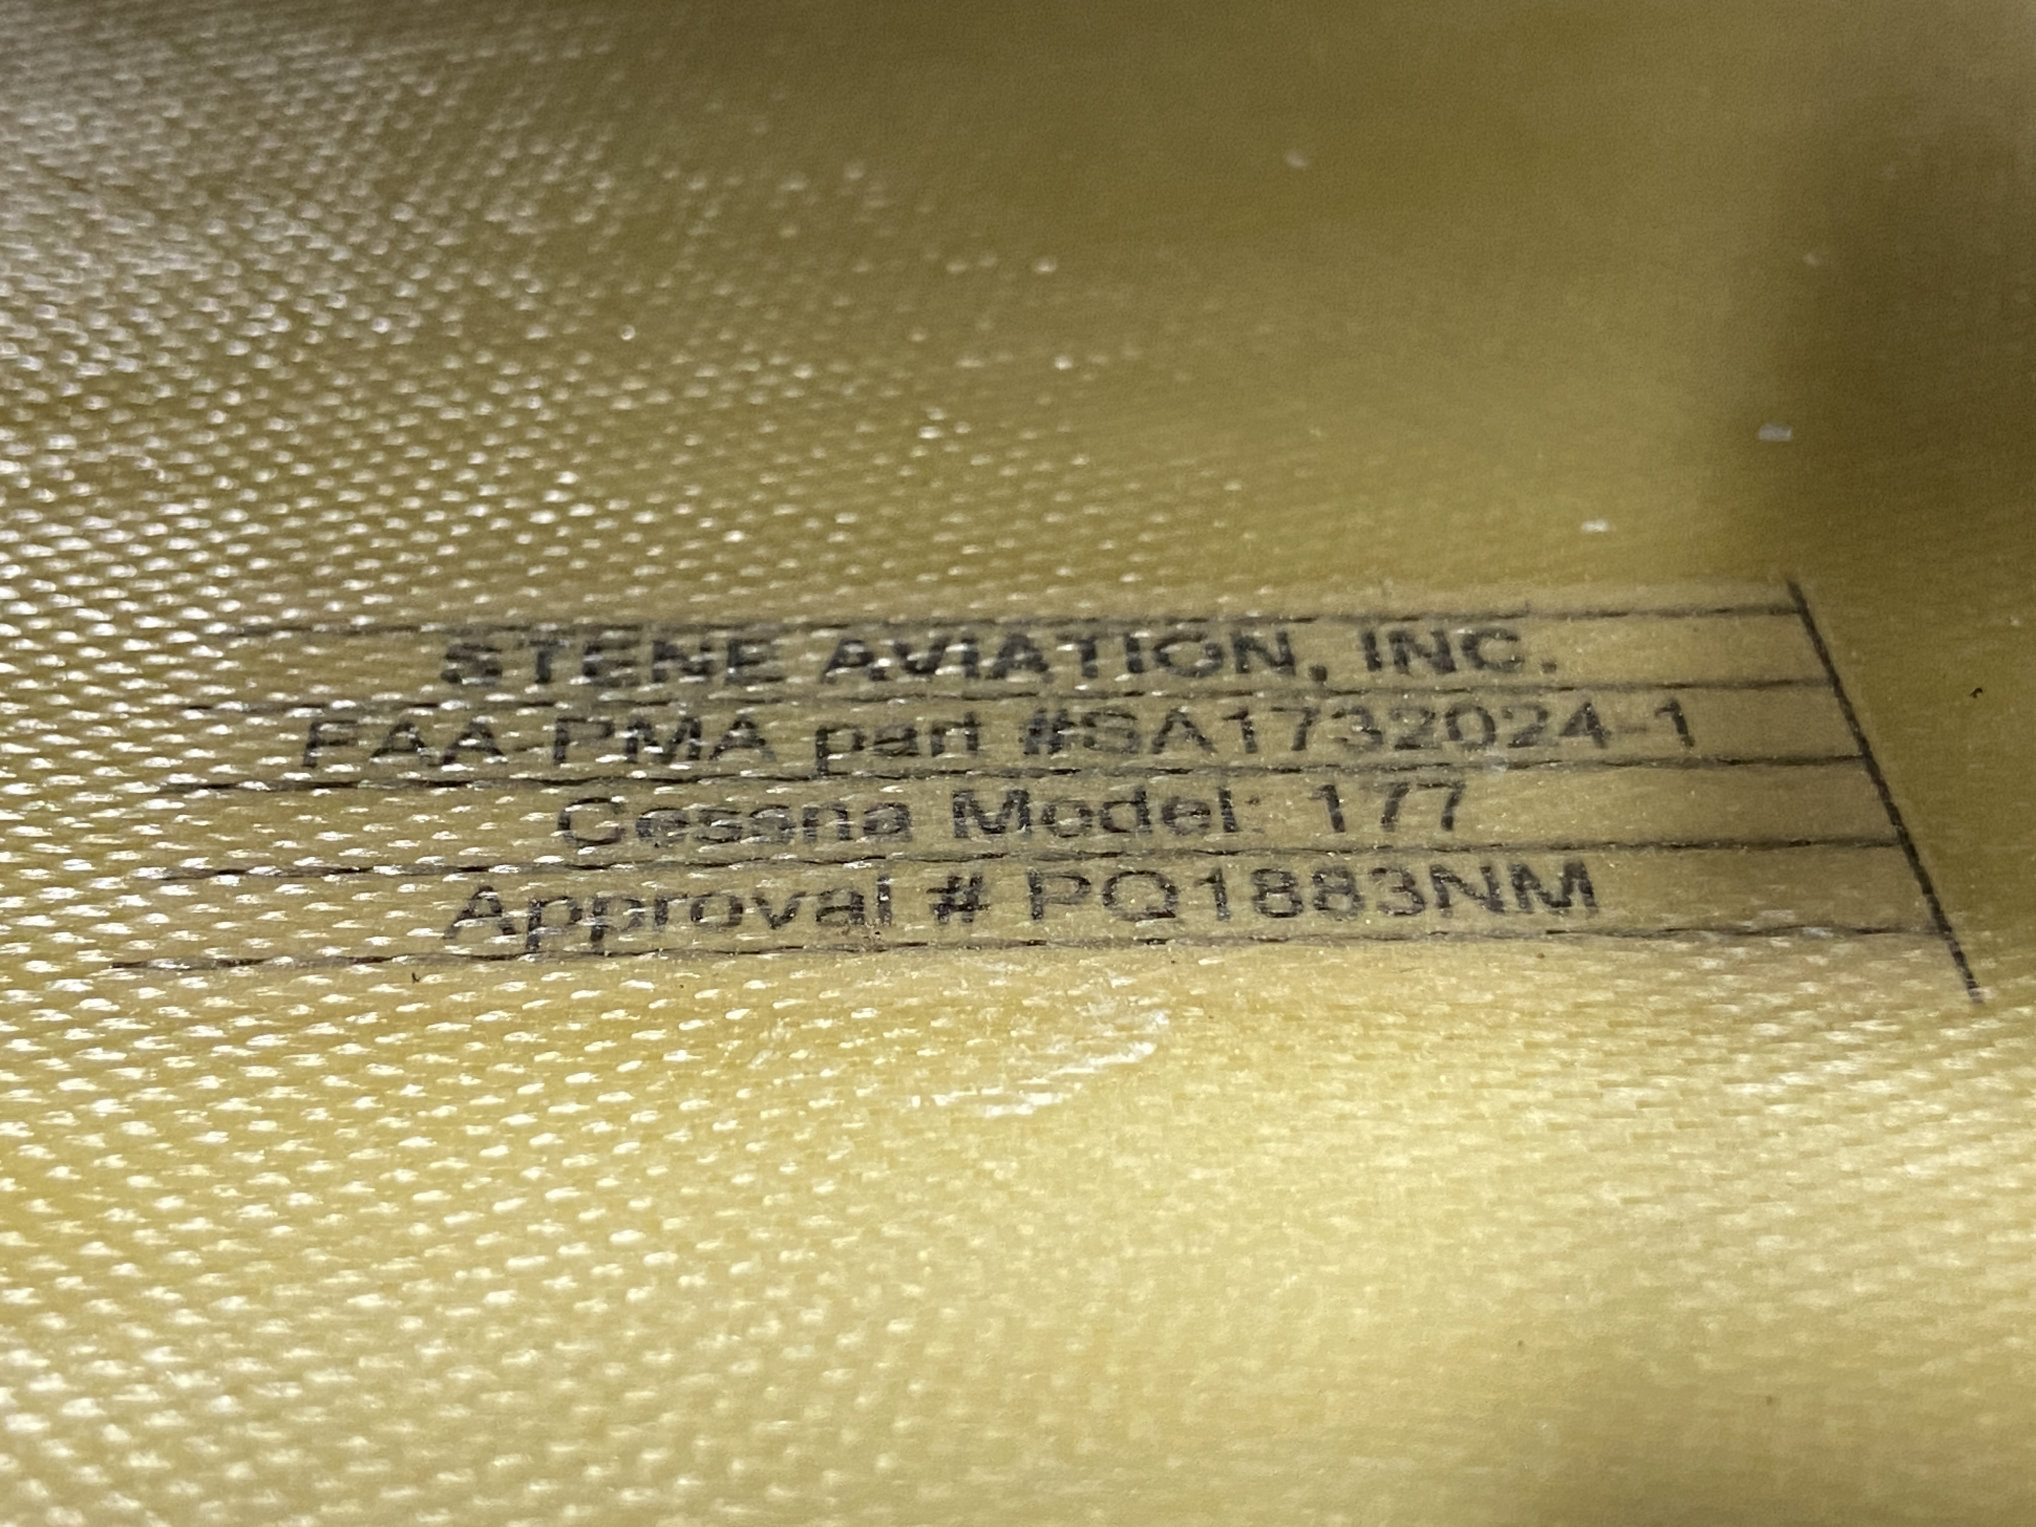 STENE AVIATION, INC.
FAA-PMA part #SA1732024-1
Cessna Model: 177
Approval # PQ1883NM